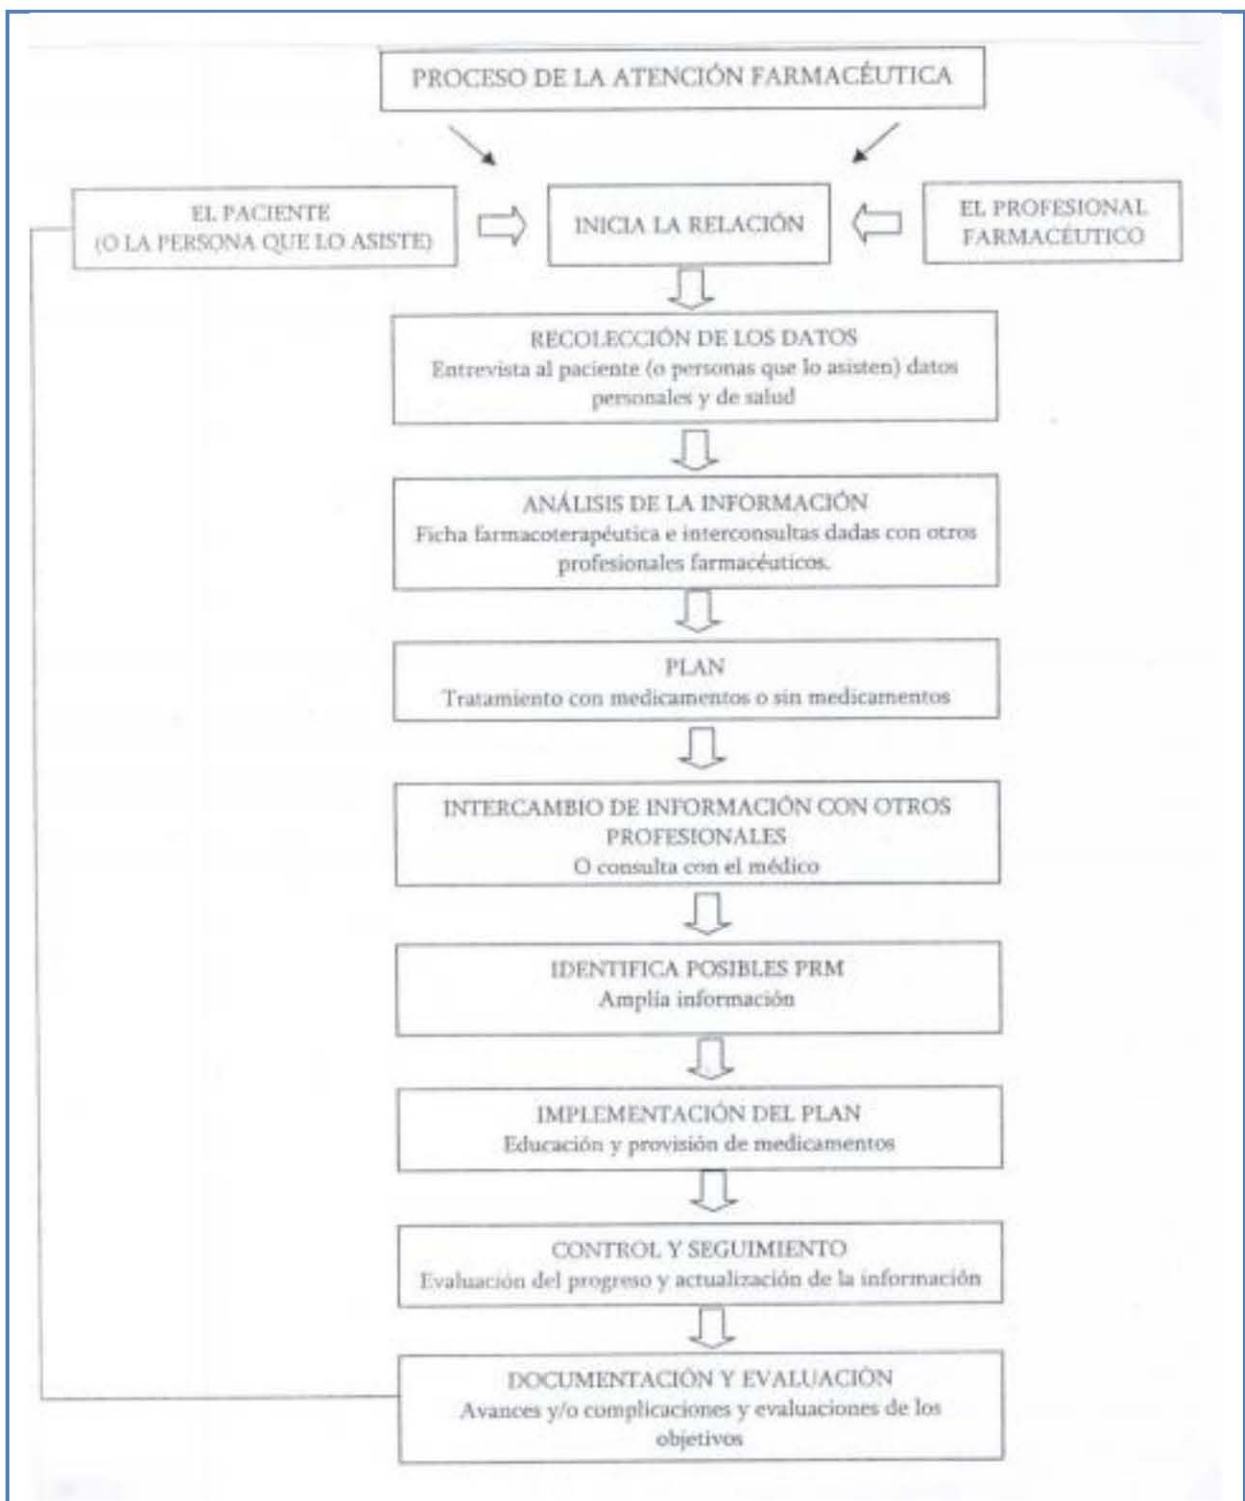 PROCESO DE LA ATENCIÓN FARMACÉUTICA
EL PACIENTE
(O LA PERSONA QUE LO ASISTE)
INICIA LA RELACIÓN
EL PROFESIONAL
FARMACÉUTICO
RECOLECCIÓN DE LOS DATOS
Entrevista al paciente (o personas que lo asisten) datos
personales y de salud
ANÁLISIS DE LA INFORMACIÓN
Ficha farmacoterapéutica e interconsultas dadas con otros
profesionales farmacéuticos.
PLAN
Tratamiento con medicamentos o sin medicamentos
INTERCAMBIO DE INFORMACIÓN CON OTROS
PROFESIONALES
O consulta con el médico
IDENTIFICA POSIBLES PRM
Amplía información
IMPLEMENTACIÓN DEL PLAN
Educación y provisión de medicamentos
CONTROL Y SEGUIMIENTO
Evaluación del progreso y actualización de la información
DOCUMENTACIÓN Y EVALUACIÓN
Avances y/o complicaciones y evaluaciones de los
objetivos